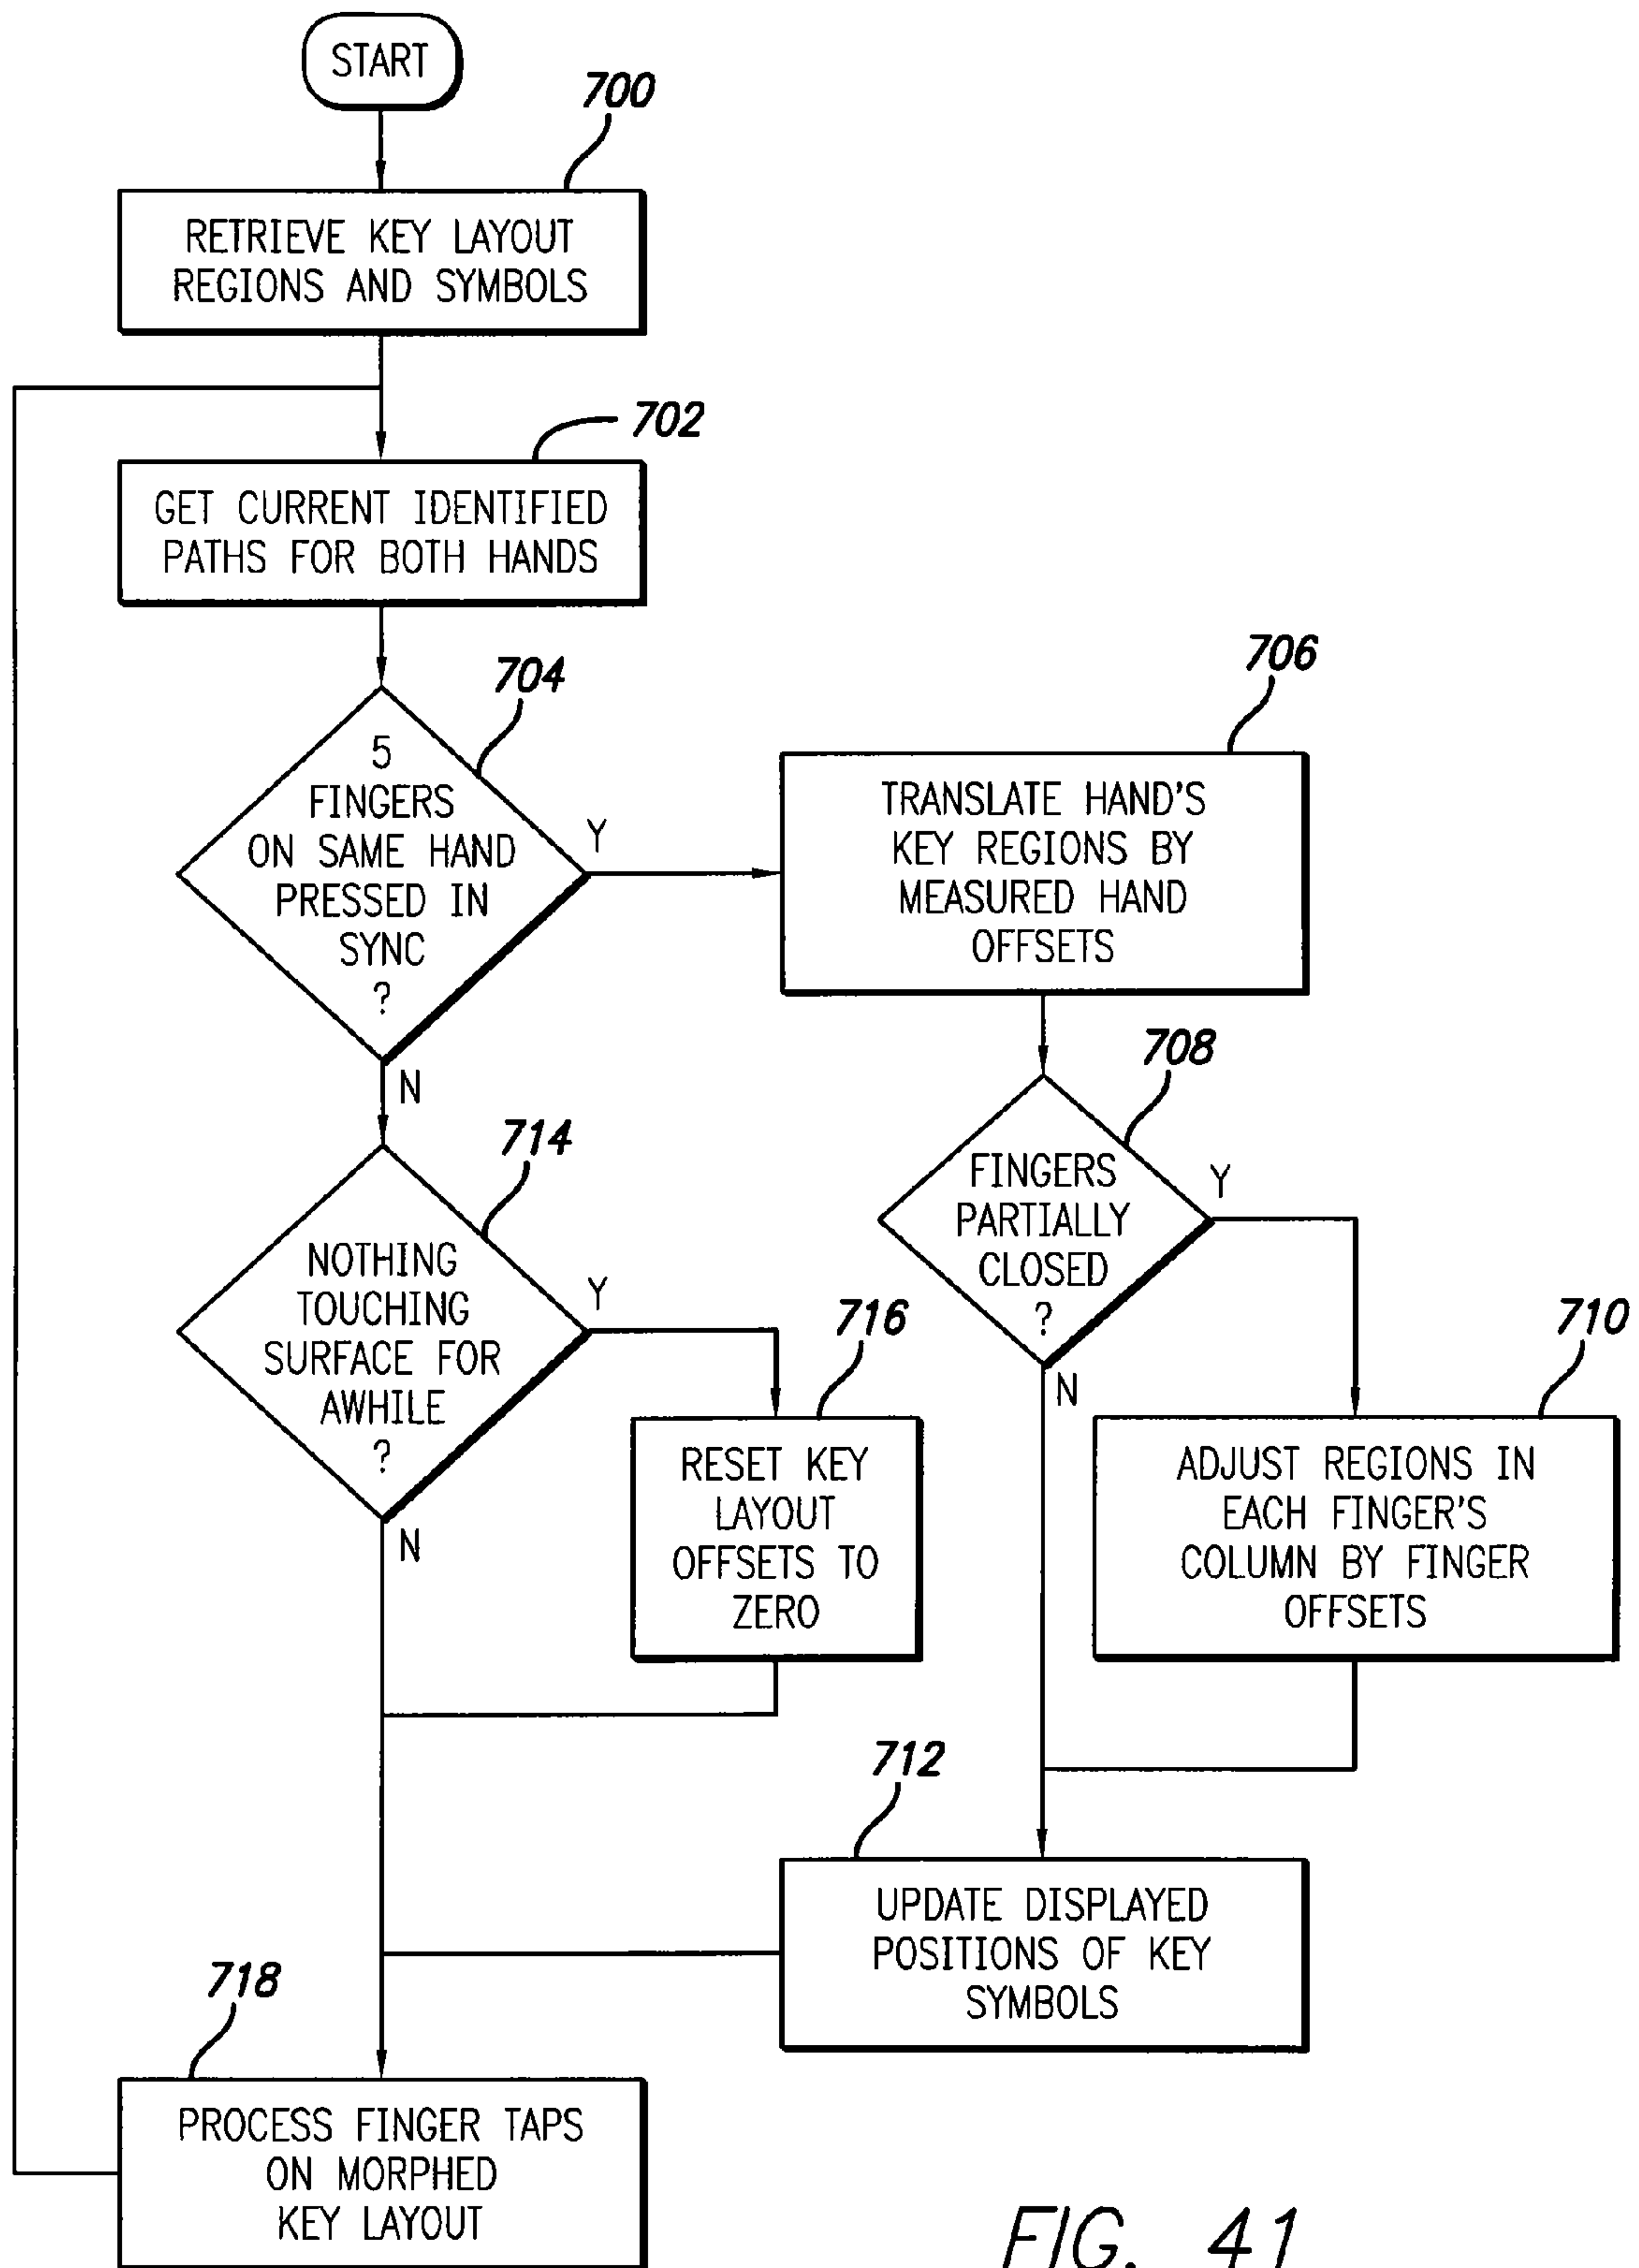 START
700
RETRIEVE KEY LAYOUT
REGIONS AND SYMBOLS
702
GET CURRENT IDENTIFIED
PATHS FOR BOTH HANDS
704
5
FINGERS
ON SAME HAND
PRESSED IN
SYNC
?
Y
N
706
TRANSLATE HAND'S
KEY REGIONS BY
MEASURED HAND
OFFSETS
708
FINGERS
PARTIALLY
CLOSED
?
Y
N
710
ADJUST REGIONS IN
EACH FINGER'S
COLUMN BY FINGER
OFFSETS
714
NOTHING
TOUCHING
SURFACE FOR
AWHILE
?
Y
N
716
RESET KEY
LAYOUT
OFFSETS TO
ZERO
712
UPDATE DISPLAYED
POSITIONS OF KEY
SYMBOLS
718
PROCESS FINGER TAPS
ON MORPHED
KEY LAYOUT
FIG. 41